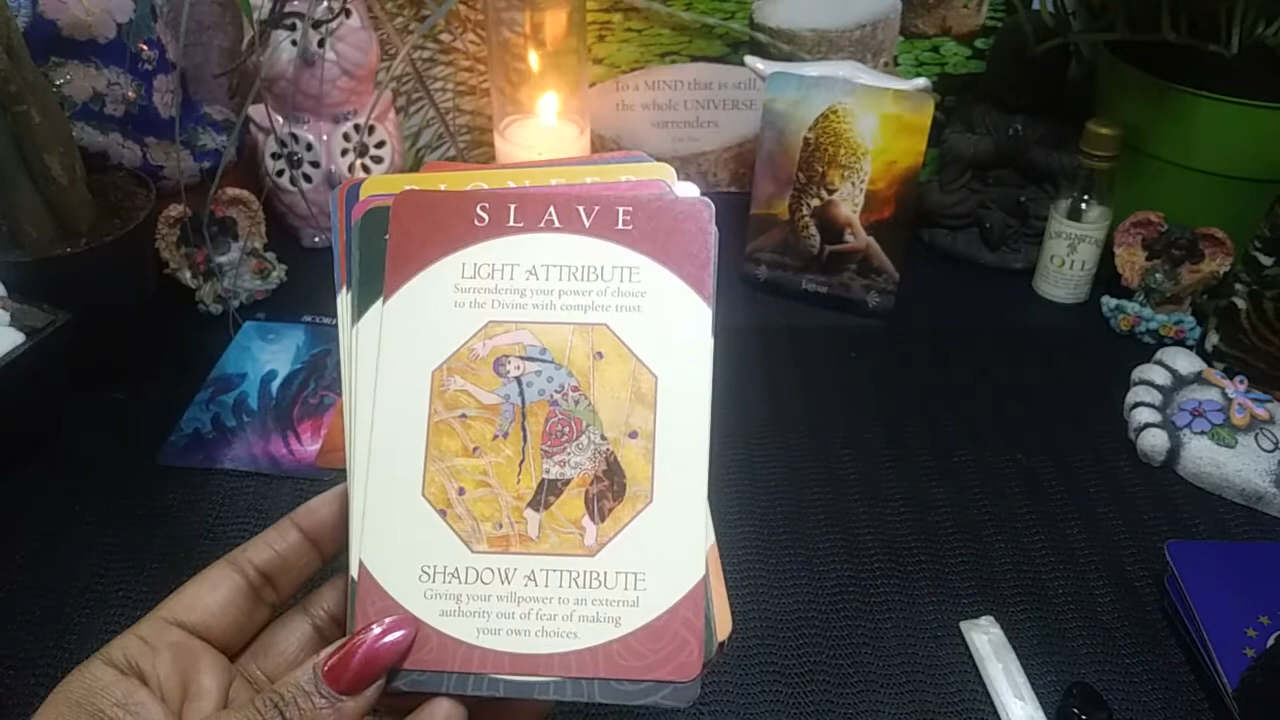 To a MIND that is still,
the whole UNIVERSE
surrenders
PIONEER
SLAVE
LIGHT ATTRIBUTE
Surrendering your power of choice
to the Divine with complete trust.
SHADOW ATTRIBUTE
Giving your willpower to an external
authority out of fear of making
your own choices.
OIL